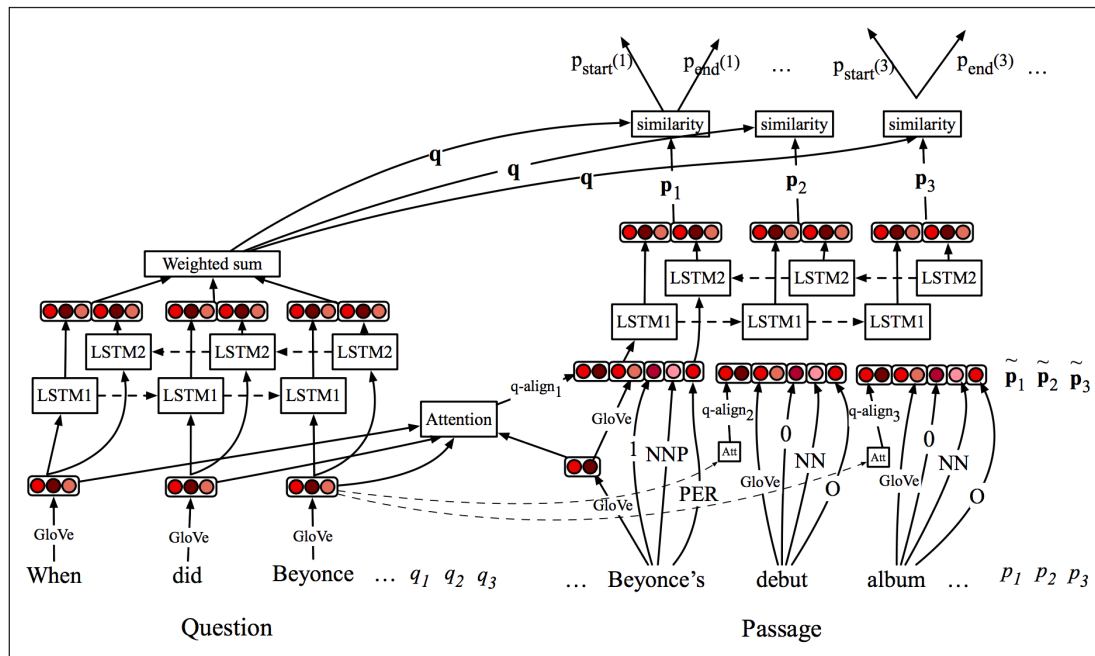 p_start(1) p_end(1) ... p_start(3) p_end(3) ...
similarity similarity similarity
q q q p_1 p_2 p_3
Weighted sum
LSTM2 LSTM2
LSTM1 LSTM1 LSTM1
LSTM2 LSTM2 LSTM2
LSTM1 LSTM1 LSTM1
p̃_1 p̃_2 p̃_3
q-align_1 q-align_2 q-align_3
Attention
GloVe 1 NNP PER
Att GloVe 0 NN O
Att GloVe 0 NN O
GloVe GloVe GloVe GloVe
When did Beyonce ... q_1 q_2 q_3 ... Beyonce's debut album ... p_1 p_2 p_3
Question Passage